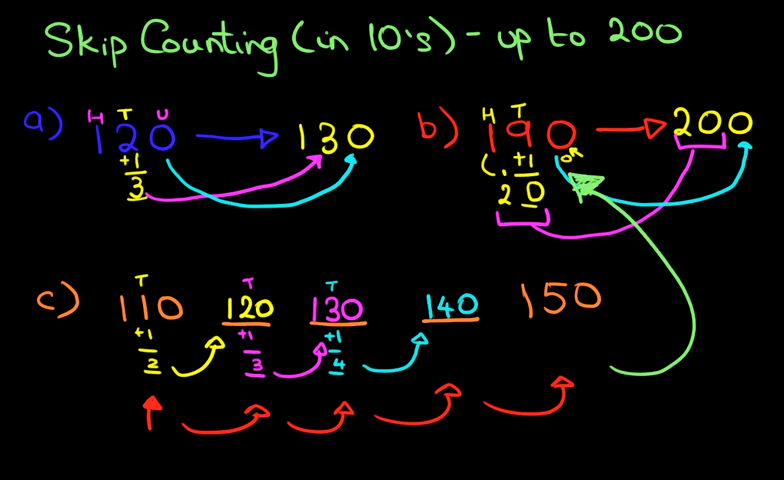 Skip Counting (in 10's) - up to 200
H T U
a) 120 → 130
+1
3
H T
b) 190 → 200
+1
20
T T T
c) 110 120 130 140 150
+1 +1 +1
2 3 4